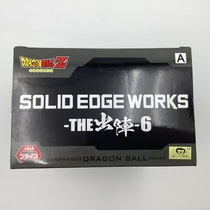 DRAGON BALL Z
A
SOLID EDGE WORKS
-THE出陣-6
DRAGON BALL